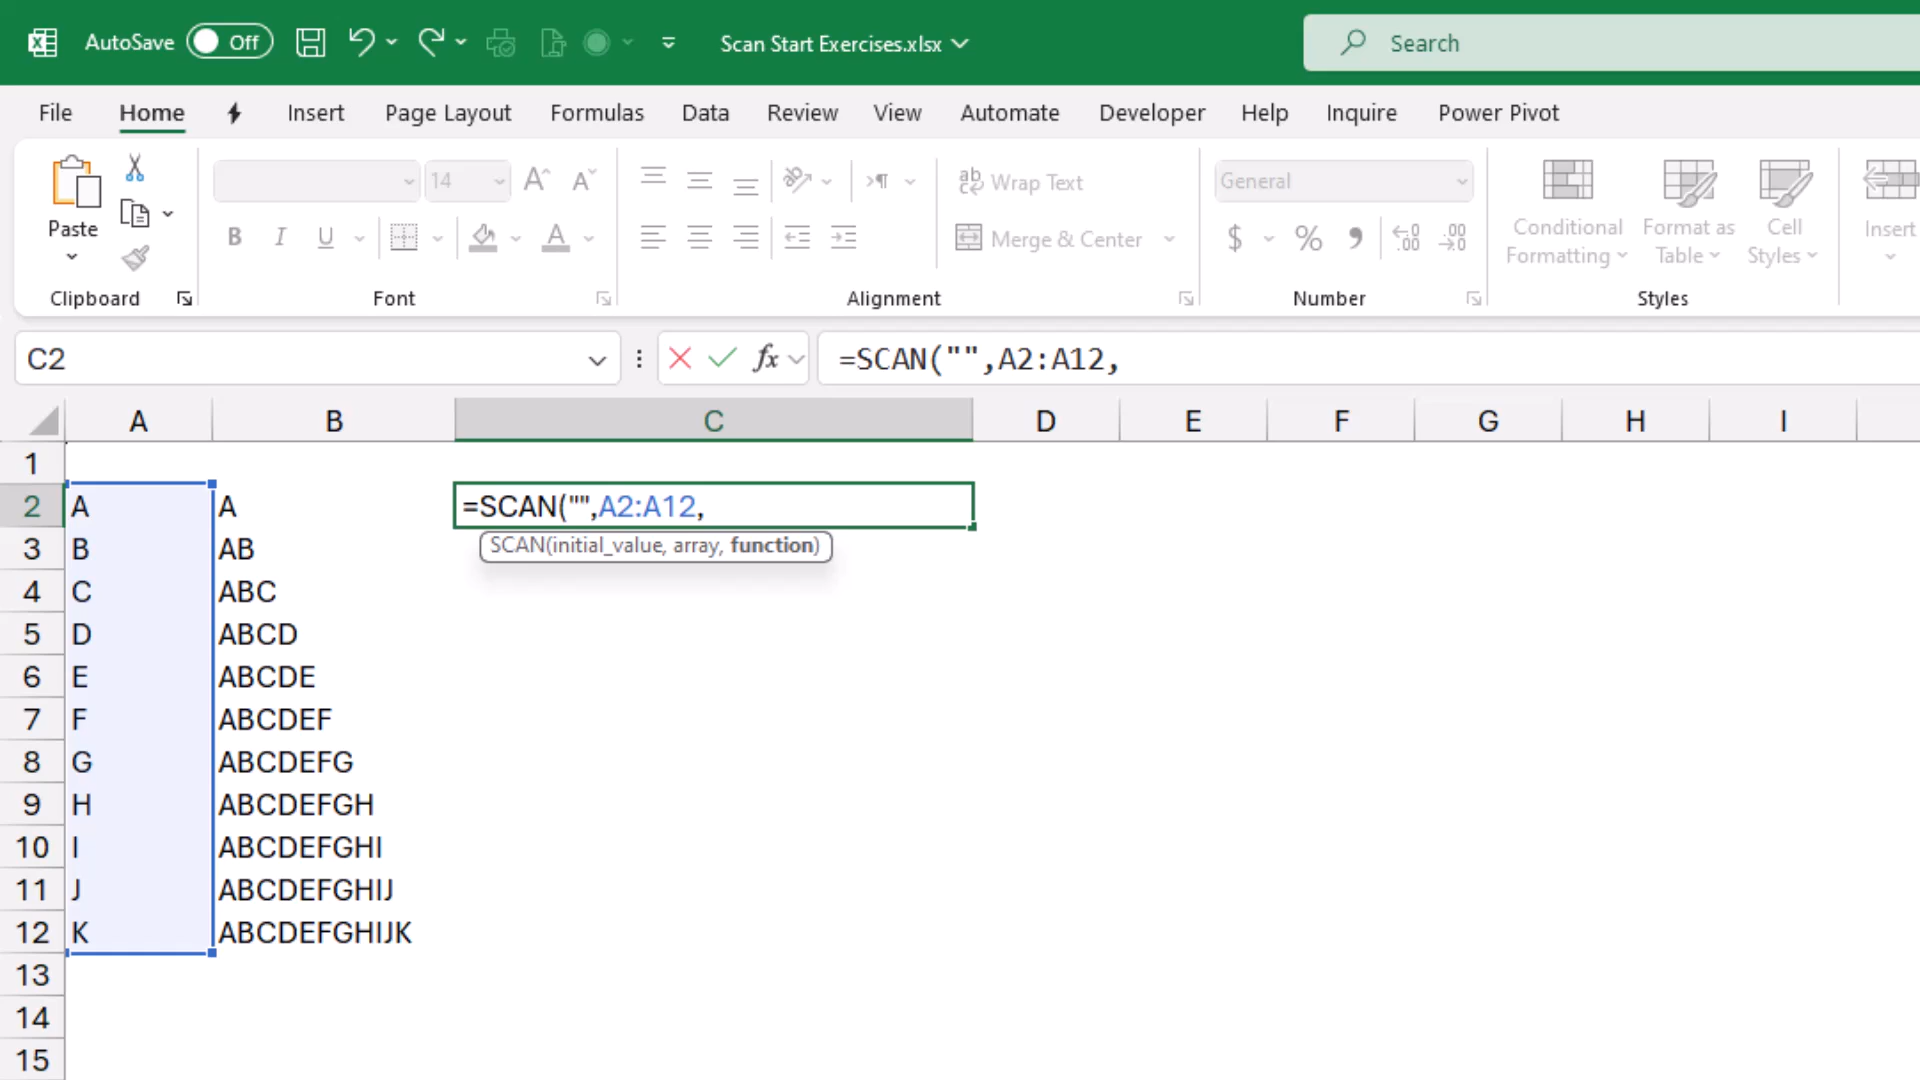 AutoSave Off Scan Start Exercises.xlsx Search
File Home Insert Page Layout Formulas Data Review View Automate Developer Help Inquire Power Pivot
Paste
14
Wrap Text
General
Conditional Formatting
Format as Table
Cell Styles
Insert
B I U
Merge & Center
$ % 9 .00 .00
Clipboard Font Alignment Number Styles
C2 fx =SCAN("",A2:A12,
A B C D E F G H I
1
2 A A =SCAN("",A2:A12,
SCAN(initial_value, array, function)
3 B AB
4 C ABC
5 D ABCD
6 E ABCDE
7 F ABCDEF
8 G ABCDEFG
9 H ABCDEFGH
10 I ABCDEFGHI
11 J ABCDEFGHIJ
12 K ABCDEFGHIJK
13
14
15